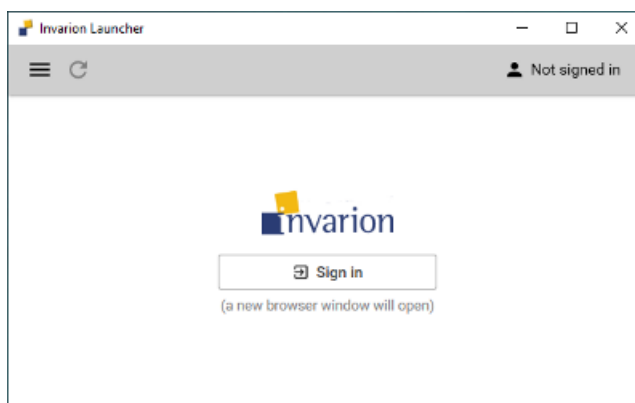 Invarion Launcher
Not signed in
invarion
Sign in
(a new browser window will open)